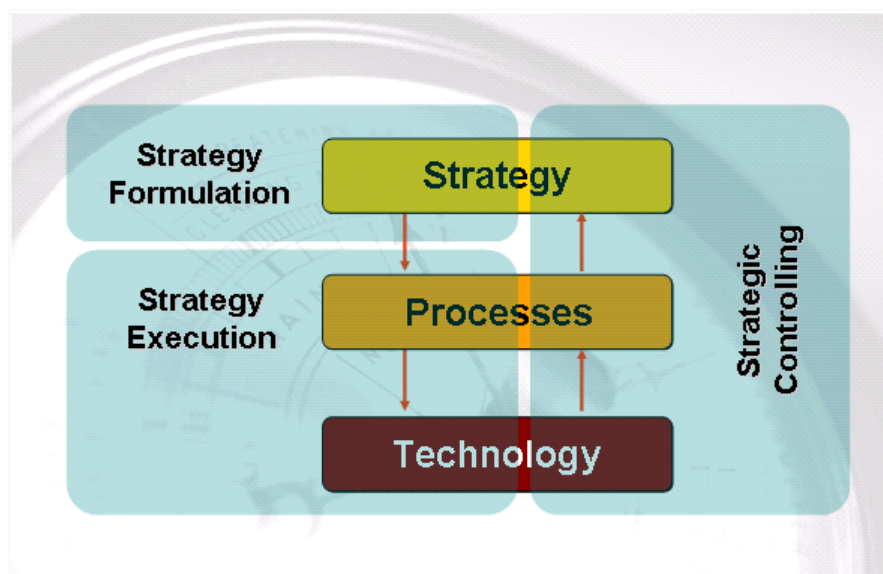 Strategy
Formulation
Strategy
Strategy
Execution
Processes
Technology
Strategic
Controlling